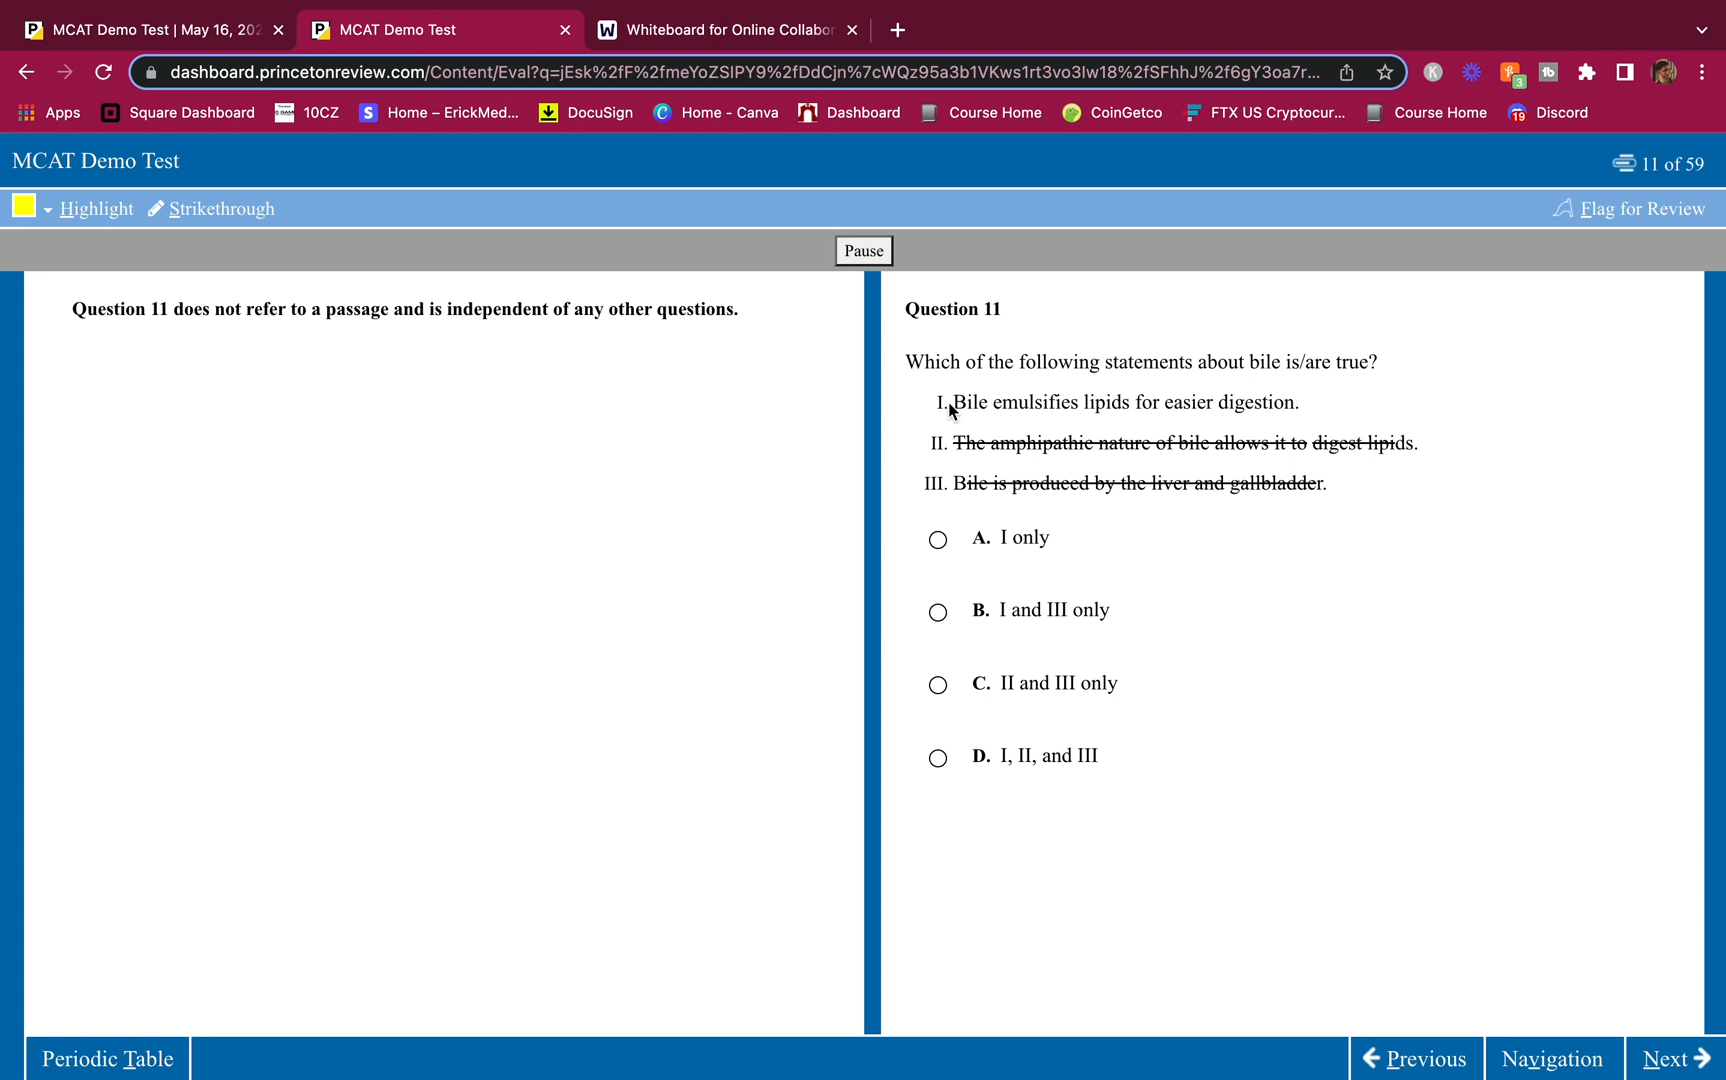 MCAT Demo Test | May 16, 202
MCAT Demo Test
Whiteboard for Online Collabor
dashboard.princetonreview.com/Content/Eval?q=jEsk%2fF%2fmeYoZSlPY9%2fDdCjn%7cWQz95a3b1VKws1rt3vo3lw18%2fSFhhJ%2f6gY3oa7r...
Apps
Square Dashboard
10CZ
Home – ErickMed...
DocuSign
Home - Canva
Dashboard
Course Home
CoinGetco
FTX US Cryptocur...
Course Home
19
Discord
MCAT Demo Test
11 of 59
Highlight
Strikethrough
Flag for Review
Pause
Question 11 does not refer to a passage and is independent of any other questions.
Question 11
Which of the following statements about bile is/are true?
I. Bile emulsifies lipids for easier digestion.
II. The amphipathic nature of bile allows it to digest lipids.
III. Bile is produced by the liver and gallbladder.
A. I only
B. I and III only
C. II and III only
D. I, II, and III
Periodic Table
Previous
Navigation
Next